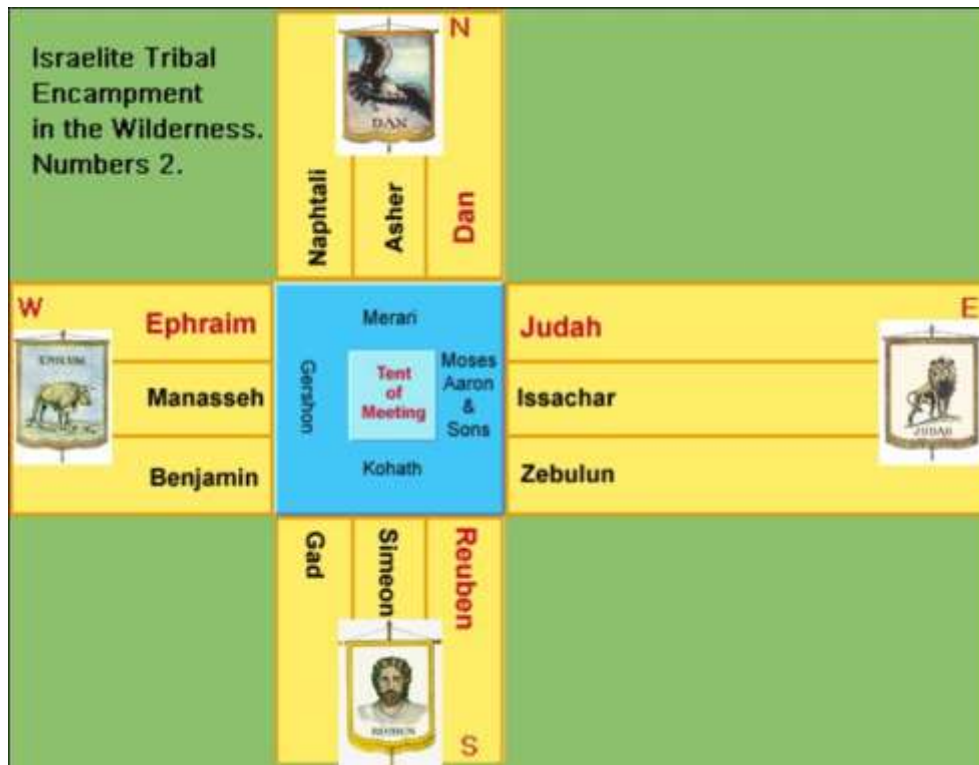 Israelite Tribal
Encampment
in the Wilderness.
Numbers 2.
N
DAN
Naphtali
Asher
Dan
W
Ephraim
Manasseh
Benjamin
Merari
Gershon
Tent
of
Meeting
Moses
Aaron
&
Sons
Kohath
E
Judah
Issachar
Zebulun
JUDAH
Gad
Simeon
Reuben
REUBEN
S